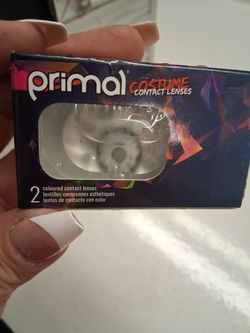 primal COSTUME
CONTACT LENSES
2 coloured contact lenses
lentilles cornéennes esthétiques
lentes de contacto con color